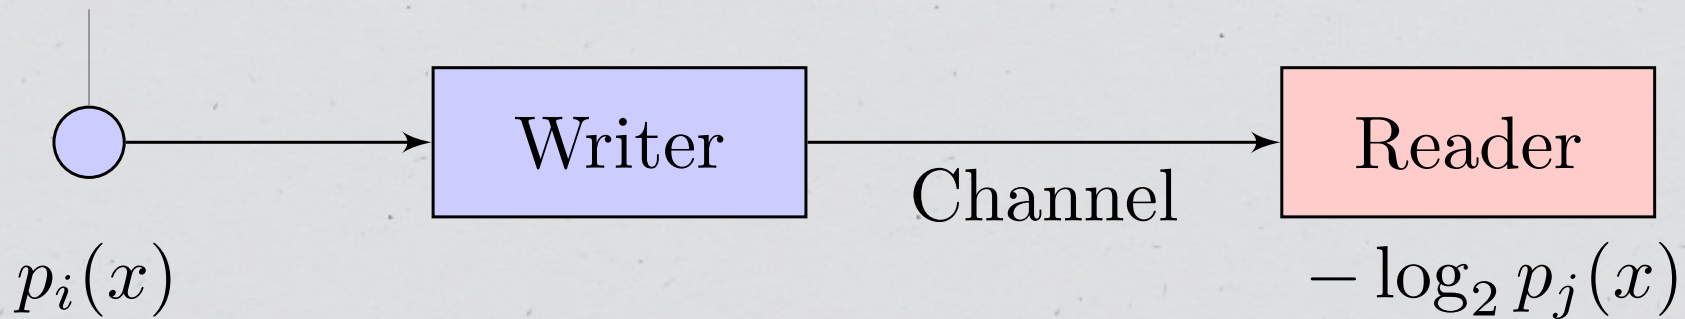 Writer
Reader
Channel
p_i(x)
− log_2 p_j(x)